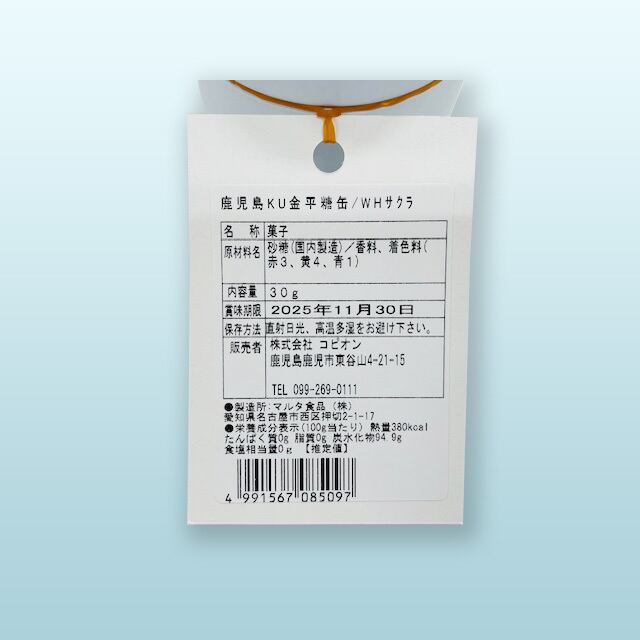 鹿児島KU金平糖缶/WHサクラ
名 称 菓子
原材料名 砂糖(国内製造)/香料、着色料(
赤3、黄4、青1)
内容量 30g
賞味期限 2025年11月30日
保存方法 直射日光、高温多湿をお避け下さい。
販売者 株式会社 コピオン
鹿児島鹿児市東谷山4-21-15
TEL 099-269-0111
●製造所:マルタ食品(株)
愛知県名古屋市西区押切2-1-17
●栄養成分表示(100g当たり) 熱量380kcal
たんぱく質0g 脂質0g 炭水化物94.9g
食塩相当量0g 【推定値】
4 991567 085097